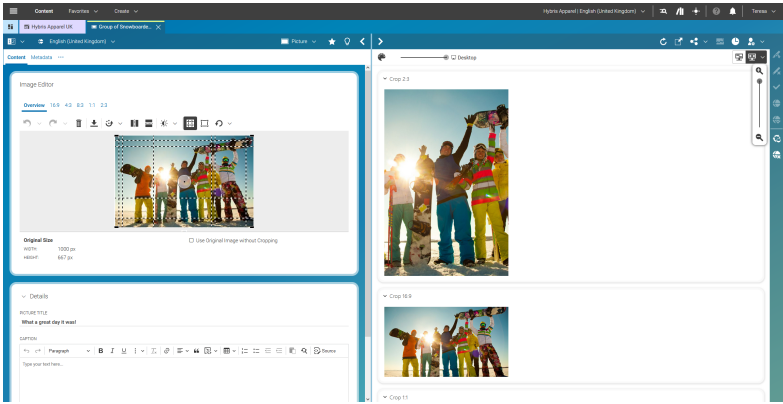 Content Favorites Create Hybris Apparel | English (United Kingdom) Teresa
Hybris Apparel UK Group of Snowboarde...
English (United Kingdom) Picture
Content Metadata ...
Desktop
Image Editor
Overview 16:9 4:3 8:3 1:1 2:3
Original Size
WIDTH: 1000 px
HEIGHT: 667 px
Use Original Image without Cropping
Details
PICTURE TITLE
What a great day it was!
CAPTION
Paragraph B I U Source
Type your text here...
Crop 2:3
Crop 16:9
Crop 1:1